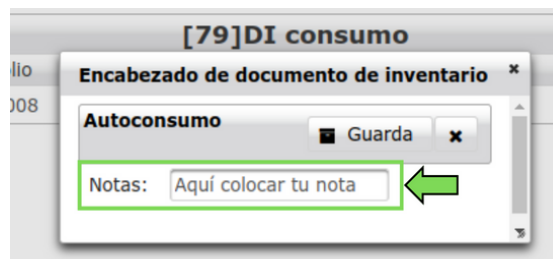 [79]DI consumo
lio
008
Encabezado de documento de inventario
Autoconsumo
Guarda
Notas: Aquí colocar tu nota